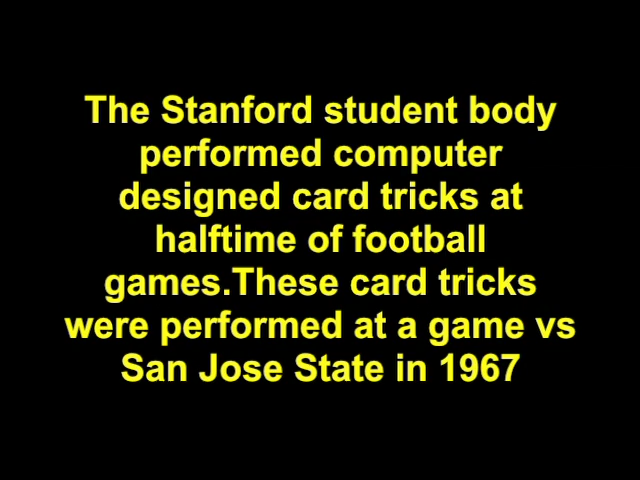 The Stanford student body
performed computer
designed card tricks at
halftime of football
games.These card tricks
were performed at a game vs
San Jose State in 1967